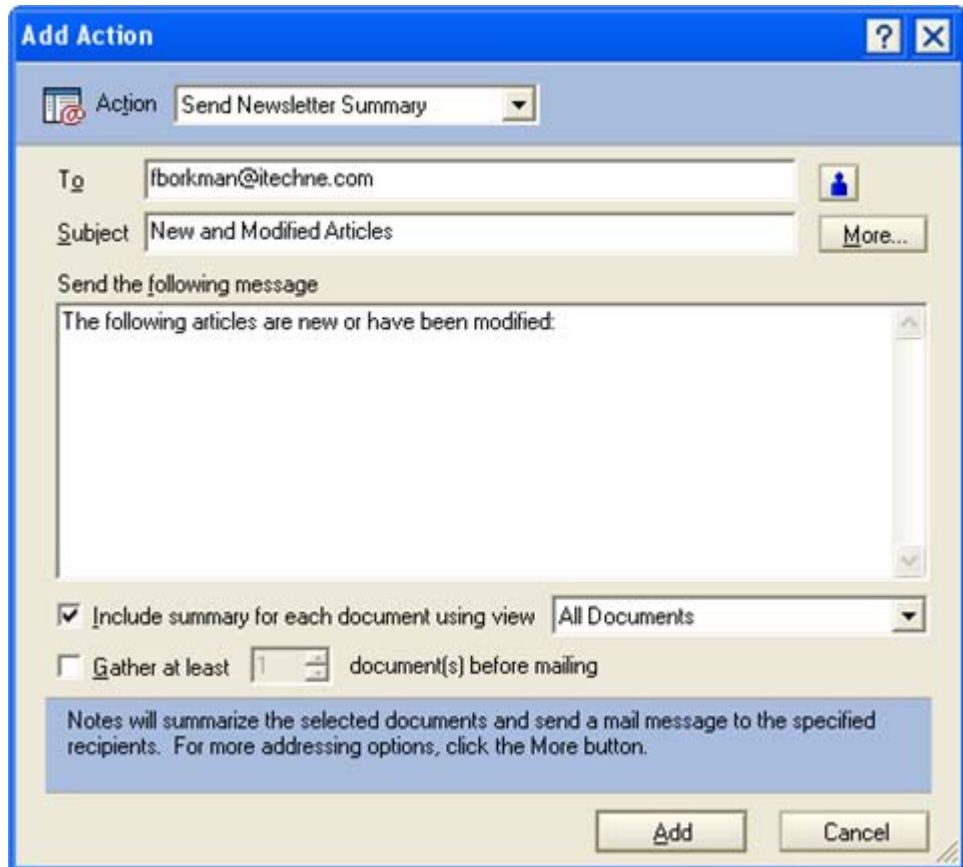 Add Action
Action Send Newsletter Summary
To fborkman@itechne.com
Subject New and Modified Articles More...
Send the following message
The following articles are new or have been modified:
Include summary for each document using view All Documents
Gather at least 1 document(s) before mailing
Notes will summarize the selected documents and send a mail message to the specified
recipients. For more addressing options, click the More button.
Add Cancel